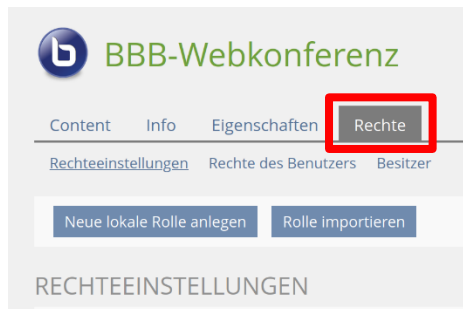 BBB-Webkonferenz
Content Info Eigenschaften Rechte
Rechteeinstellungen Rechte des Benutzers Besitzer
Neue lokale Rolle anlegen Rolle importieren
RECHTEEINSTELLUNGEN